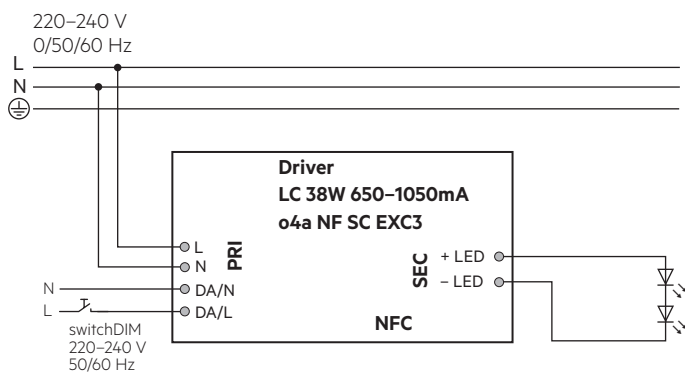 220–240 V
0/50/60 Hz
L
N
Driver
LC 38W 650–1050mA
o4a NF SC EXC3
L
N
PRI
DA/N
DA/L
SEC
+ LED
– LED
NFC
N
L
switchDIM
220–240 V
50/60 Hz